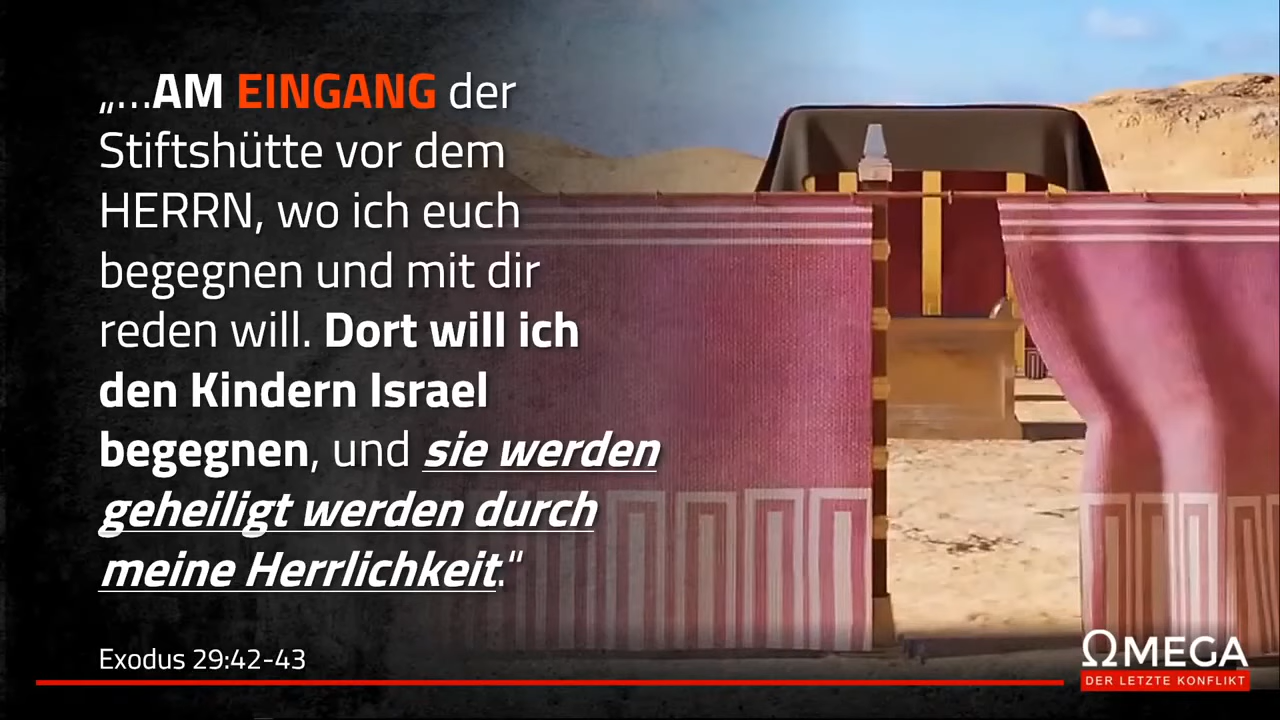 „...AM EINGANG der
Stiftshütte vor dem
HERRN, wo ich euch
begegnen und mit dir
reden will. Dort will ich
den Kindern Israel
begegnen, und sie werden
geheiligt werden durch
meine Herrlichkeit.“
Exodus 29:42-43
ΩMEGA
DER LETZTE KONFLIKT